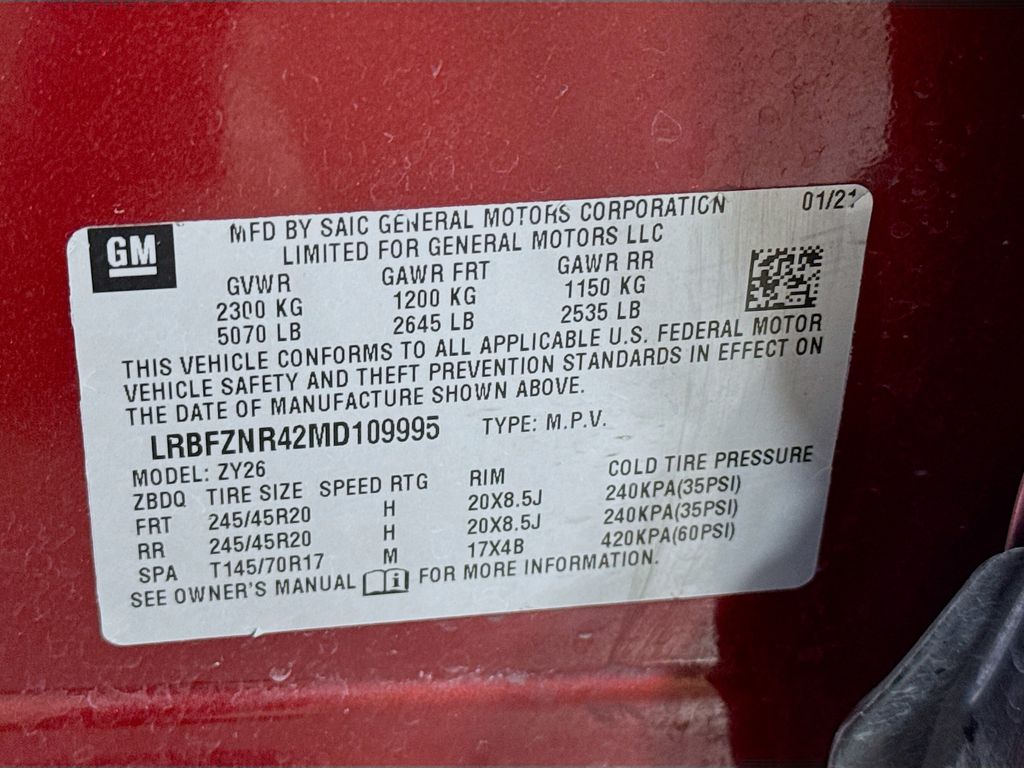 GM
MFD BY SAIC GENERAL MOTORS CORPORATION 01/21
LIMITED FOR GENERAL MOTORS LLC
GVWR GAWR FRT GAWR RR
2300 KG 1200 KG 1150 KG
5070 LB 2645 LB 2535 LB
THIS VEHICLE CONFORMS TO ALL APPLICABLE U.S. FEDERAL MOTOR
VEHICLE SAFETY AND THEFT PREVENTION STANDARDS IN EFFECT ON
THE DATE OF MANUFACTURE SHOWN ABOVE.
LRBFZNR42MD109995 TYPE: M.P.V.
MODEL: ZY26
ZBDQ TIRE SIZE SPEED RTG RIM COLD TIRE PRESSURE
FRT 245/45R20 H 20X8.5J 240KPA(35PSI)
RR 245/45R20 H 20X8.5J 240KPA(35PSI)
SPA T145/70R17 M 17X4B 420KPA(60PSI)
SEE OWNER'S MANUAL i FOR MORE INFORMATION.